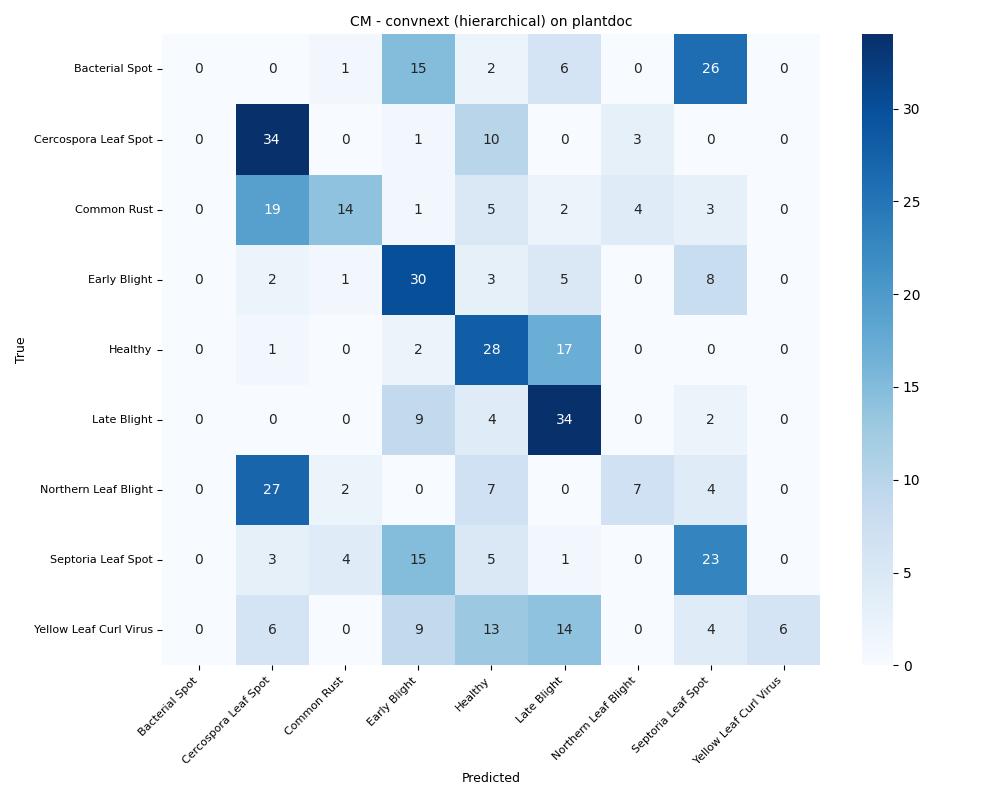 CM - convnext (hierarchical) on plantdoc
True
Bacterial Spot 0 0 1 15 2 6 0 26 0
Cercospora Leaf Spot 0 34 0 1 10 0 3 0 0
Common Rust 0 19 14 1 5 2 4 3 0
Early Blight 0 2 1 30 3 5 0 8 0
Healthy 0 1 0 2 28 17 0 0 0
Late Blight 0 0 0 9 4 34 0 2 0
Northern Leaf Blight 0 27 2 0 7 0 7 4 0
Septoria Leaf Spot 0 3 4 15 5 1 0 23 0
Yellow Leaf Curl Virus 0 6 0 9 13 14 0 4 6
Bacterial Spot
Cercospora Leaf Spot
Common Rust
Early Blight
Healthy
Late Blight
Northern Leaf Blight
Septoria Leaf Spot
Yellow Leaf Curl Virus
Predicted
30
25
20
15
10
5
0